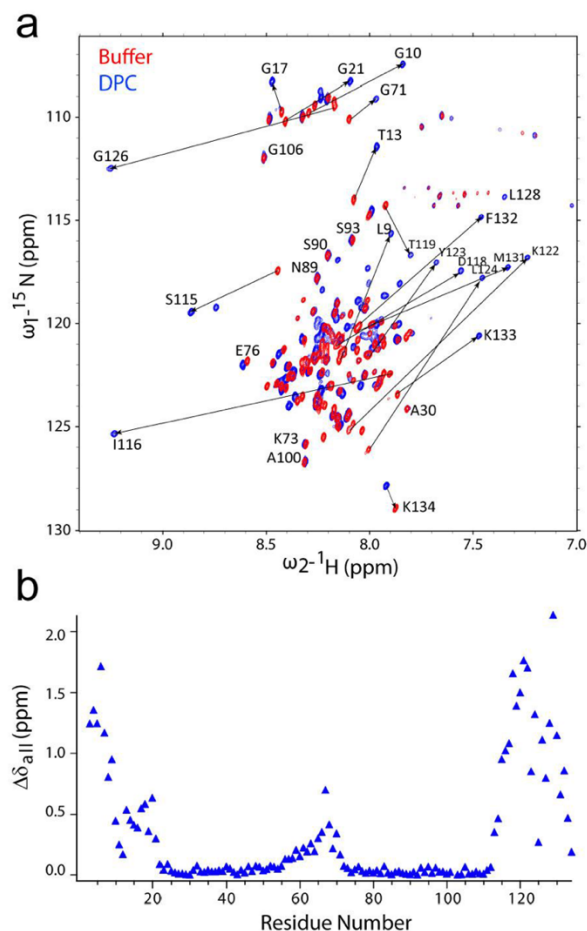 a
Buffer
DPC
G17
G21
G10
G71
G126
G106
T13
L128
S93
L9
F132
S90
T119
Y123
M131
K122
N89
D118
L124
S115
E76
K133
I116
A30
K73
A100
K134
110
115
120
125
130
ω1-15 N (ppm)
9.0
8.5
8.0
7.5
7.0
ω2-1H (ppm)
b
2.0
1.5
1.0
0.5
0.0
Δδall (ppm)
20
40
60
80
100
120
Residue Number